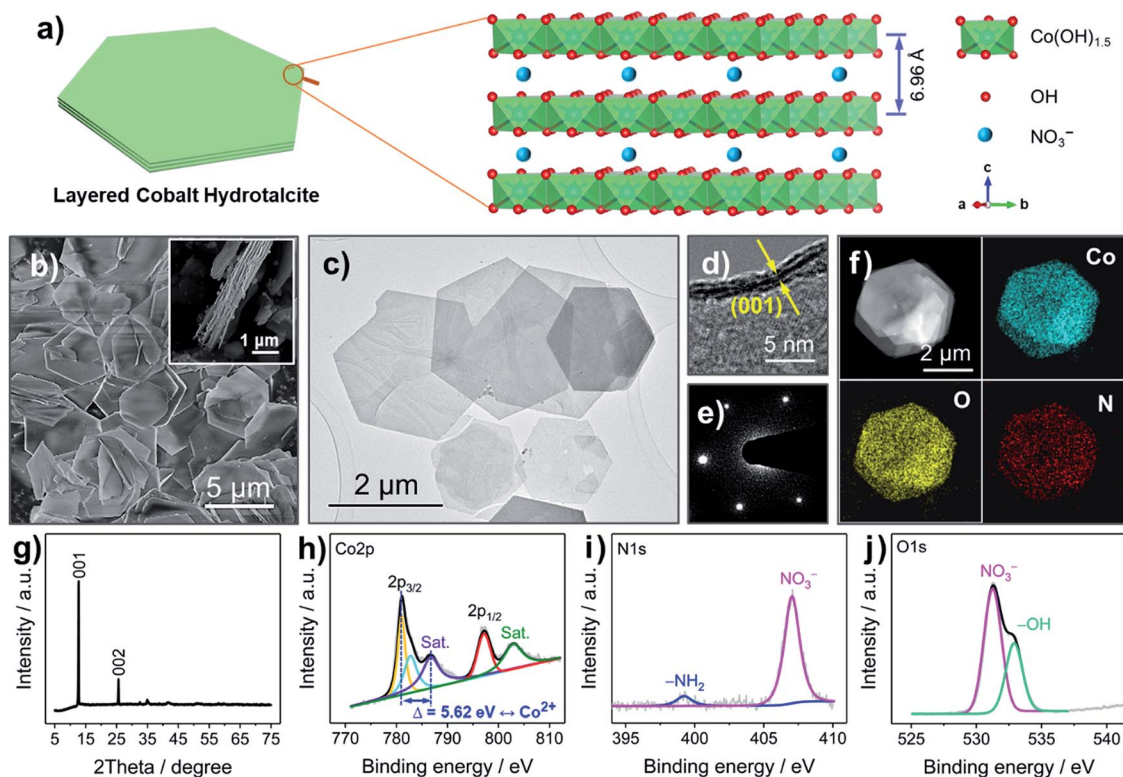 a)
Layered Cobalt Hydrotalcite
6.96 Å
Co(OH)₁.₅
OH
NO₃⁻
c
a
b
b)
1 µm
5 µm
c)
2 µm
d)
(001)
5 nm
e)
f)
2 µm
Co
O
N
g)
001
002
Intensity / a.u.
5 15 25 35 45 55 65 75
2Theta / degree
h)
Co2p
2p₃/₂
Sat.
2p₁/₂
Sat.
Δ = 5.62 eV ↔ Co²⁺
Intensity / a.u.
770 780 790 800 810
Binding energy / eV
i)
N1s
NO₃⁻
–NH₂
Intensity / a.u.
395 400 405 410
Binding energy / eV
j)
O1s
NO₃⁻
–OH
Intensity / a.u.
525 530 535 540
Binding energy / eV